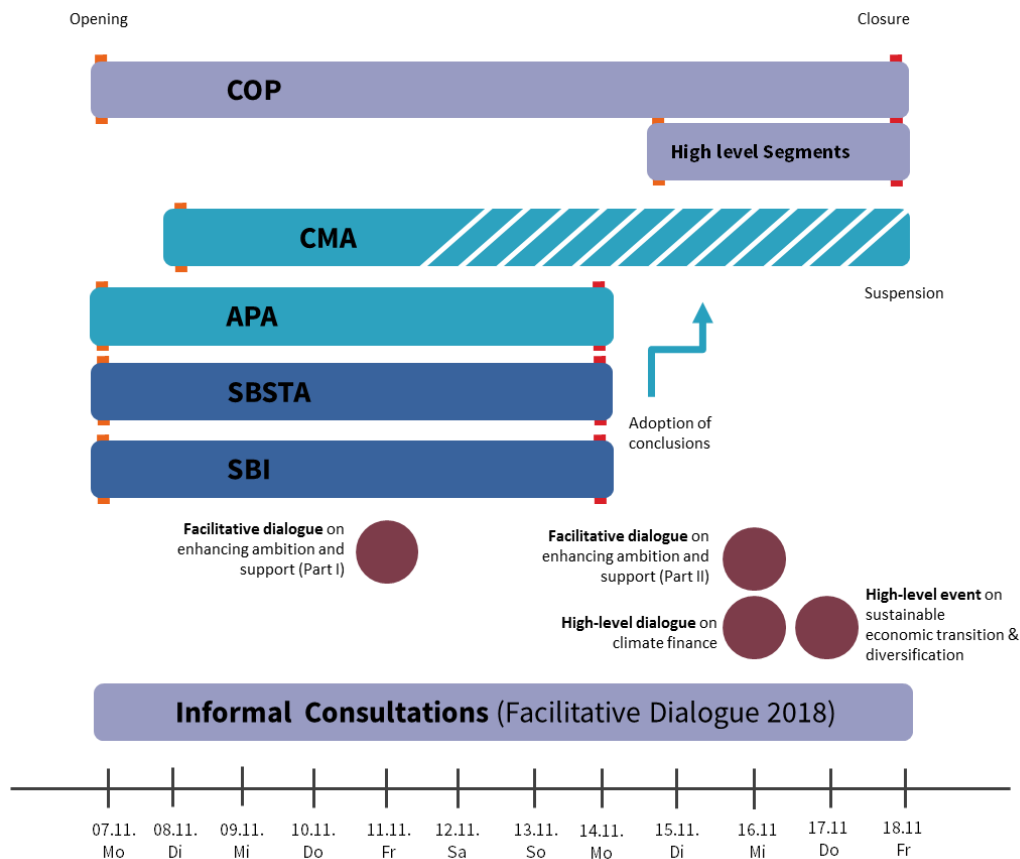 Opening
Closure
COP
High level Segments
CMA
Suspension
APA
SBSTA
Adoption of
conclusions
SBI
Facilitative dialogue on
enhancing ambition and
support (Part I)
Facilitative dialogue on
enhancing ambition and
support (Part II)
High-level dialogue on
climate finance
High-level event on
sustainable
economic transition &
diversification
Informal Consultations (Facilitative Dialogue 2018)
07.11. 08.11. 09.11. 10.11. 11.11. 12.11. 13.11. 14.11. 15.11. 16.11 17.11 18.11
Mo Di Mi Do Fr Sa So Mo Di Mi Do Fr